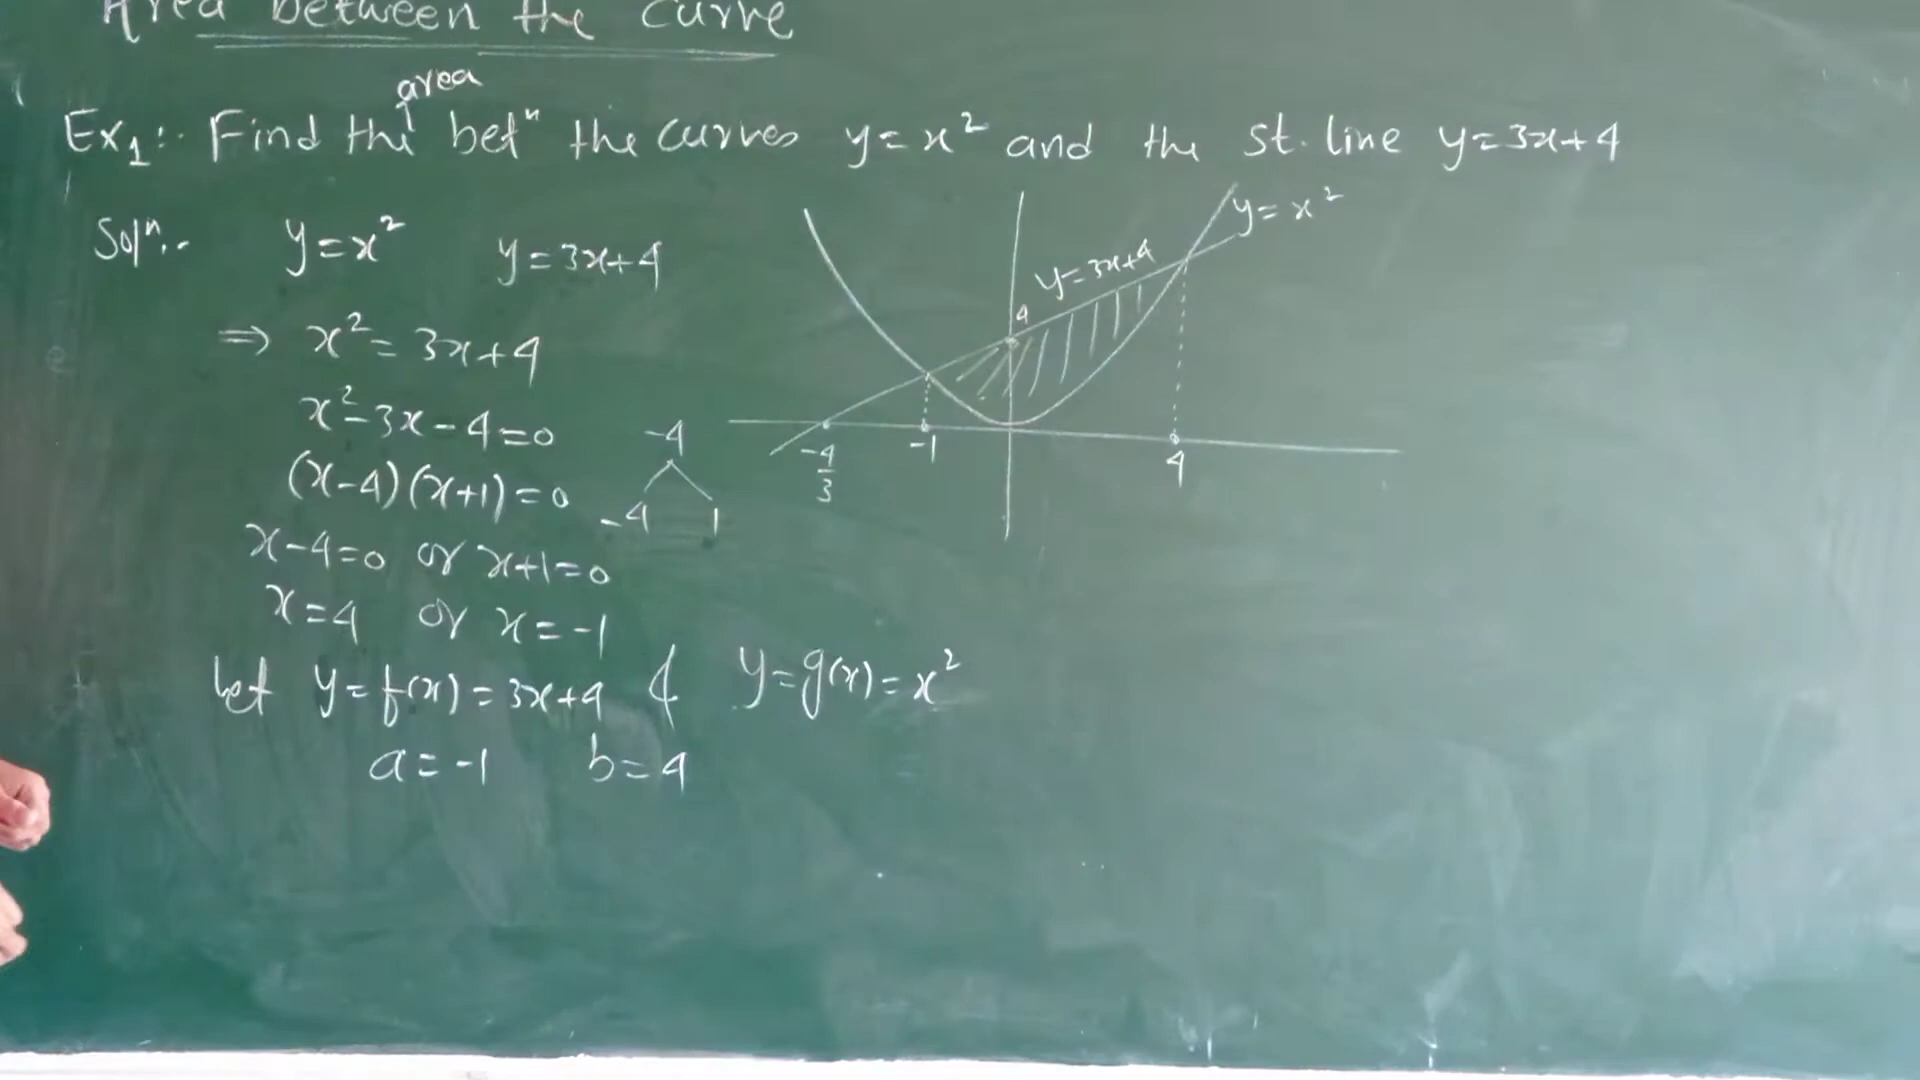 Area between the curve
area
Ex1:- Find the betⁿ the curves y=x² and the st. line y=3x+4
Solⁿ:- y=x² y=3x+4
⇒ x²=3x+4
x²-3x-4=0
(x-4)(x+1)=0
-4
-4 1
x-4=0 or x+1=0
x=4 or x=-1
let y=f(x)=3x+4 & y=g(x)=x²
a=-1 b=4
y=x²
y=3x+4
4
-4/3 -1 4